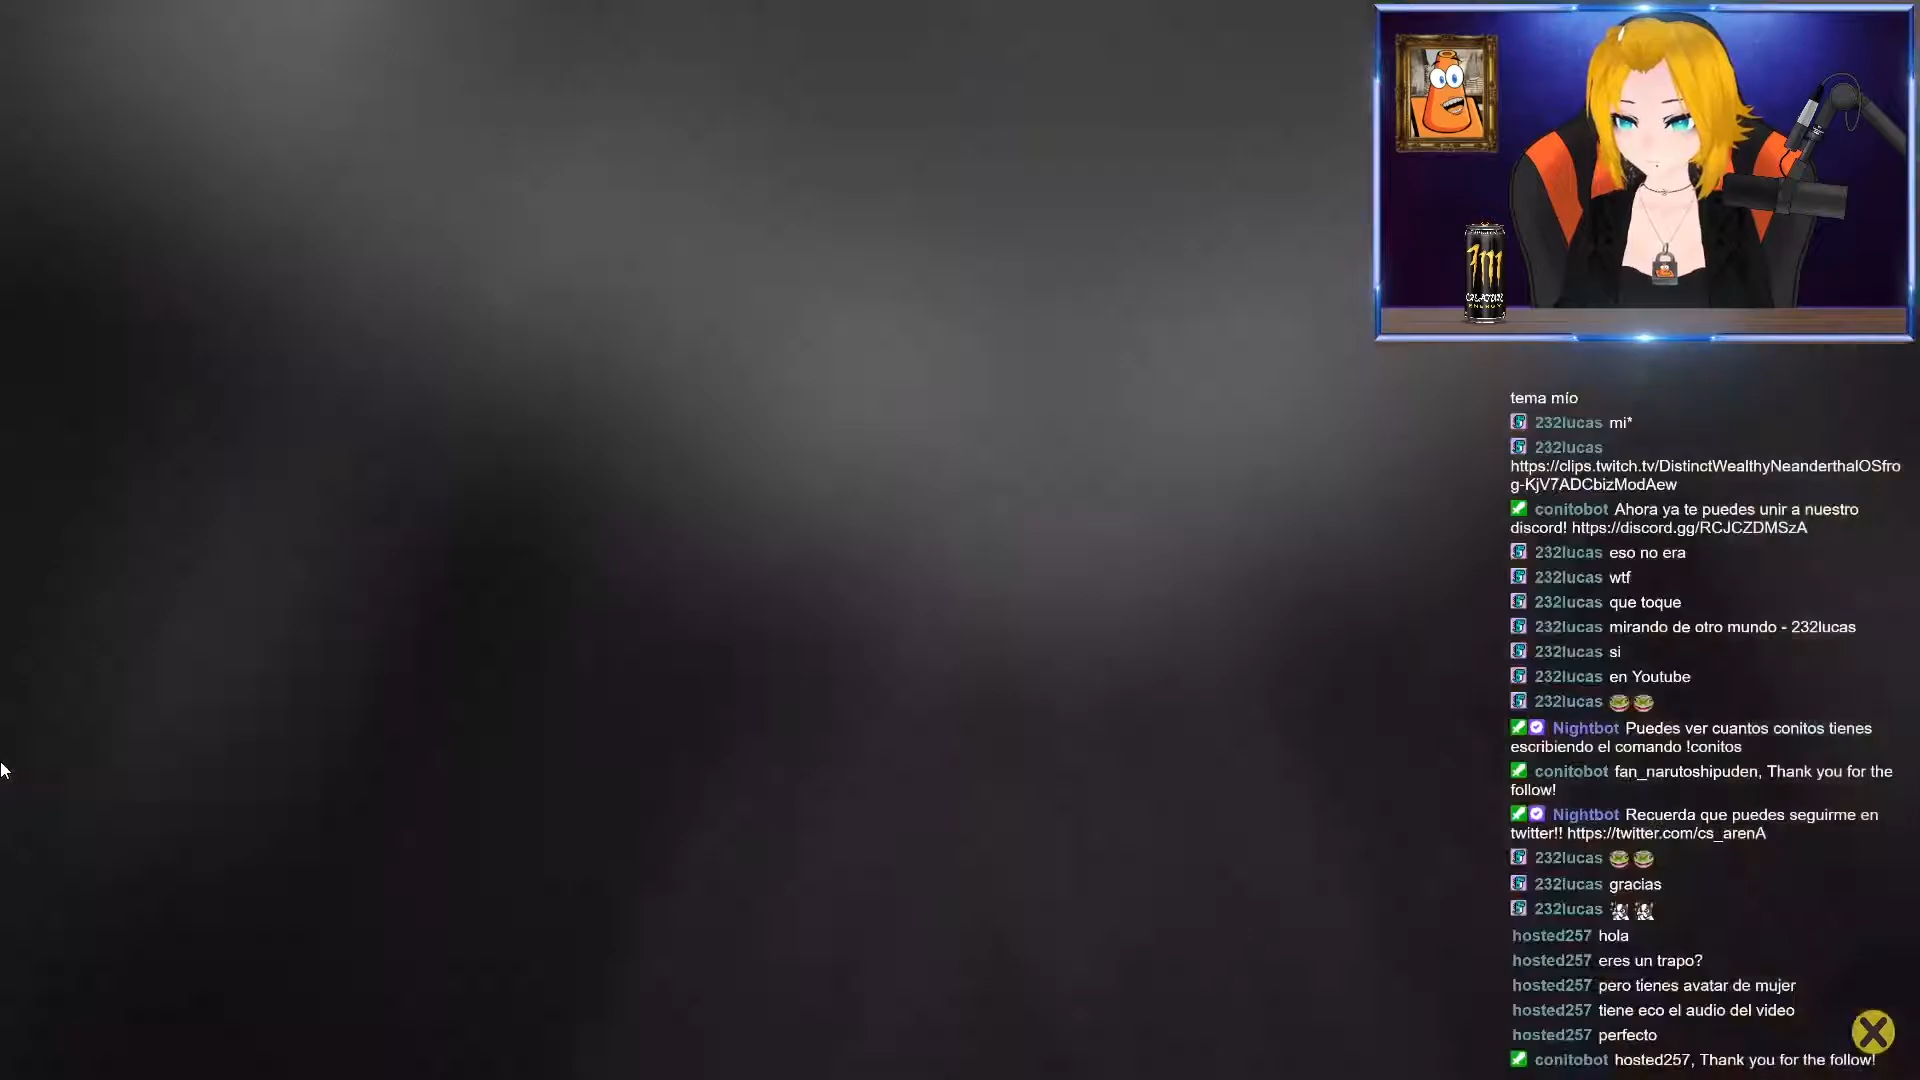 tema mío
232lucas mi*
232lucas
https://clips.twitch.tv/DistinctWealthyNeanderthalOSfro
g-KjV7ADCbizModAew
conitobot Ahora ya te puedes unir a nuestro
discord! https://discord.gg/RCJCZDMSzA
232lucas eso no era
232lucas wtf
232lucas que toque
232lucas mirando de otro mundo - 232lucas
232lucas si
232lucas en Youtube
232lucas
Nightbot Puedes ver cuantos conitos tienes
escribiendo el comando !conitos
conitobot fan_narutoshipuden, Thank you for the
follow!
Nightbot Recuerda que puedes seguirme en
twitter!! https://twitter.com/cs_arenA
232lucas
232lucas gracias
232lucas
hosted257 hola
hosted257 eres un trapo?
hosted257 pero tienes avatar de mujer
hosted257 tiene eco el audio del video
hosted257 perfecto
conitobot hosted257, Thank you for the follow!